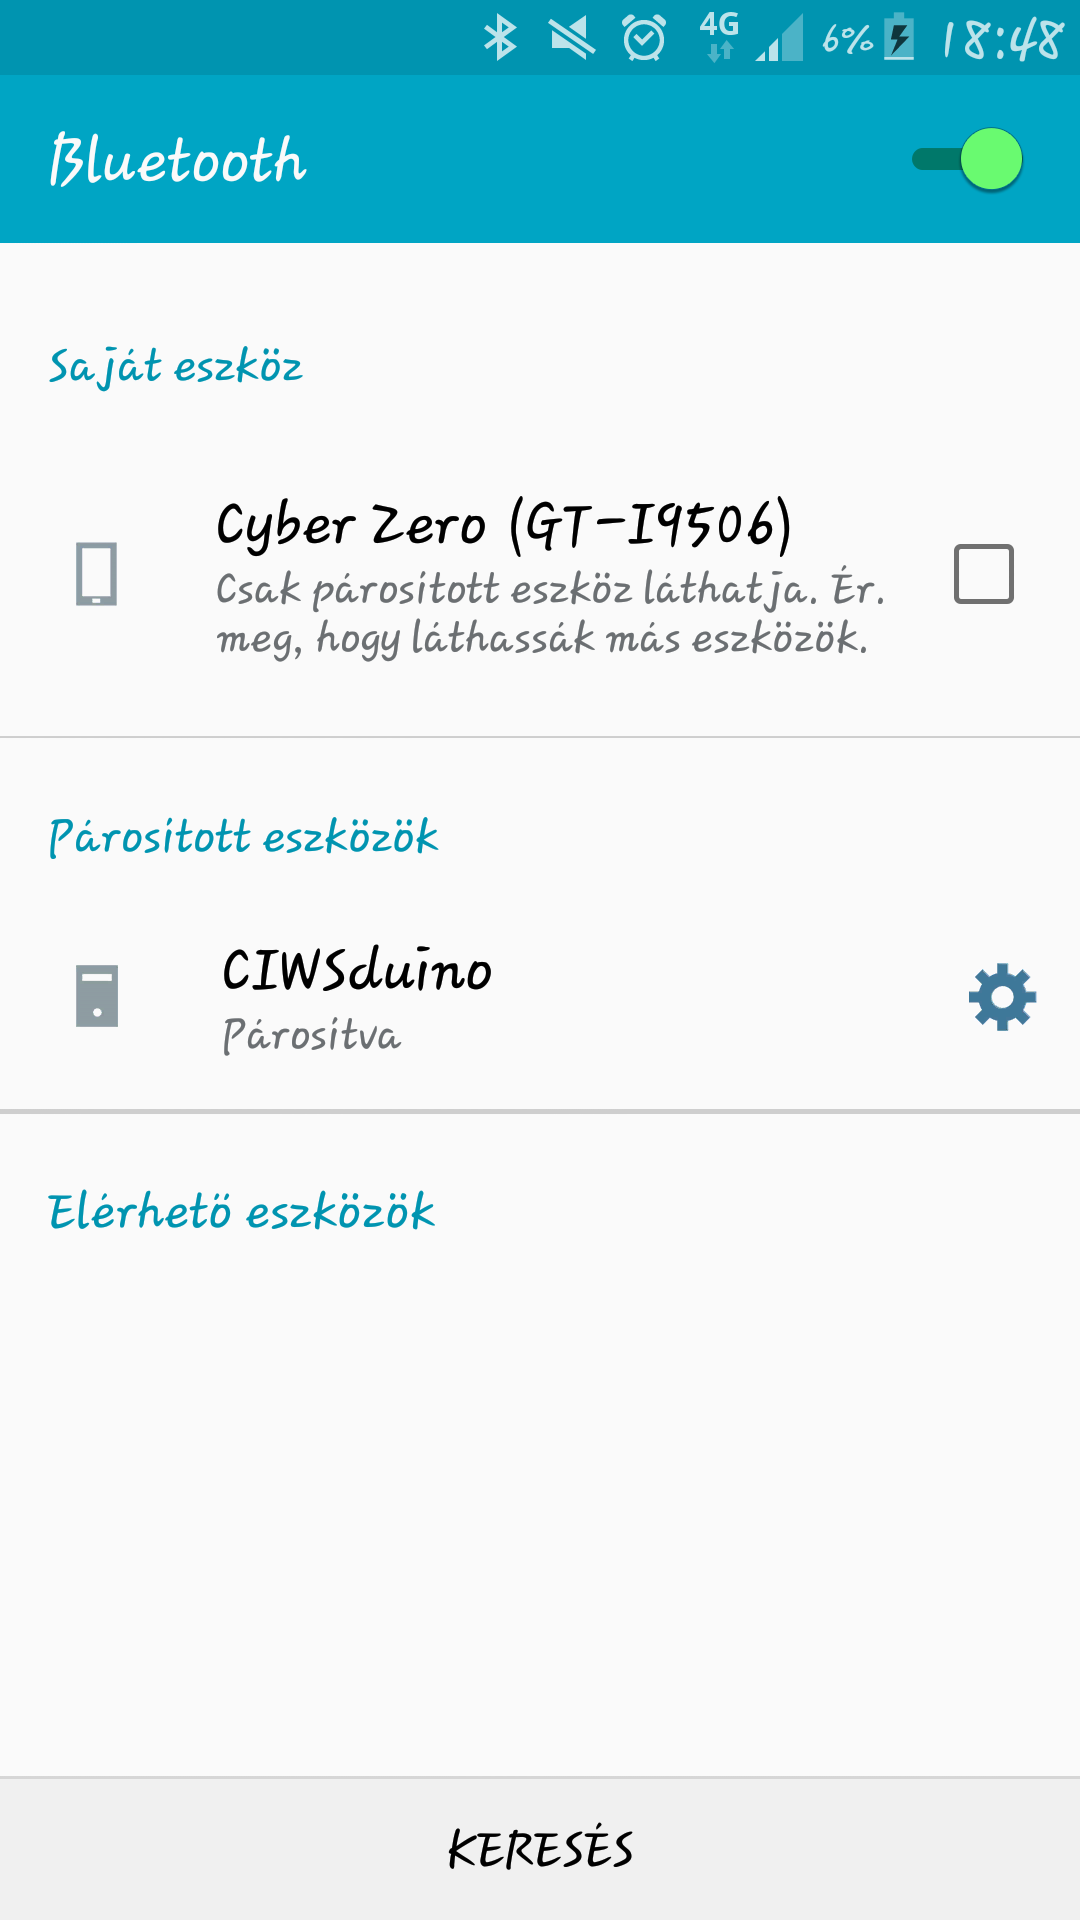 4G 6% 18:48
Bluetooth
Saját eszköz
Cyber Zero (GT-I9506)
Csak párosított eszköz láthatja. Ér.
meg, hogy láthassák más eszközök.
Párosított eszközök
CIWSduino
Párosítva
Elérhető eszközök
KERESÉS